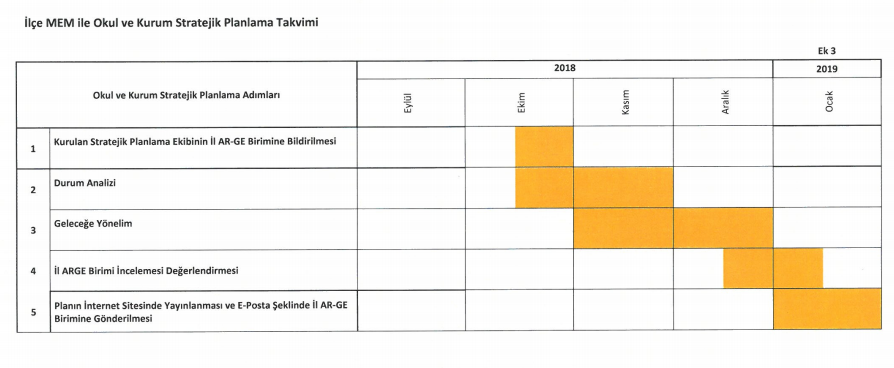 İlçe MEM ile Okul ve Kurum Stratejik Planlama Takvimi
Ek 3
Okul ve Kurum Stratejik Planlama Adımları
2018
2019
Eylül
Ekim
Kasım
Aralık
Ocak
1
Kurulan Stratejik Planlama Ekibinin İl AR-GE Birimine Bildirilmesi
2
Durum Analizi
3
Geleceğe Yönelim
4
İl ARGE Birimi İncelemesi Değerlendirmesi
5
Planın İnternet Sitesinde Yayınlanması ve E-Posta Şeklinde İl AR-GE
Birimine Gönderilmesi